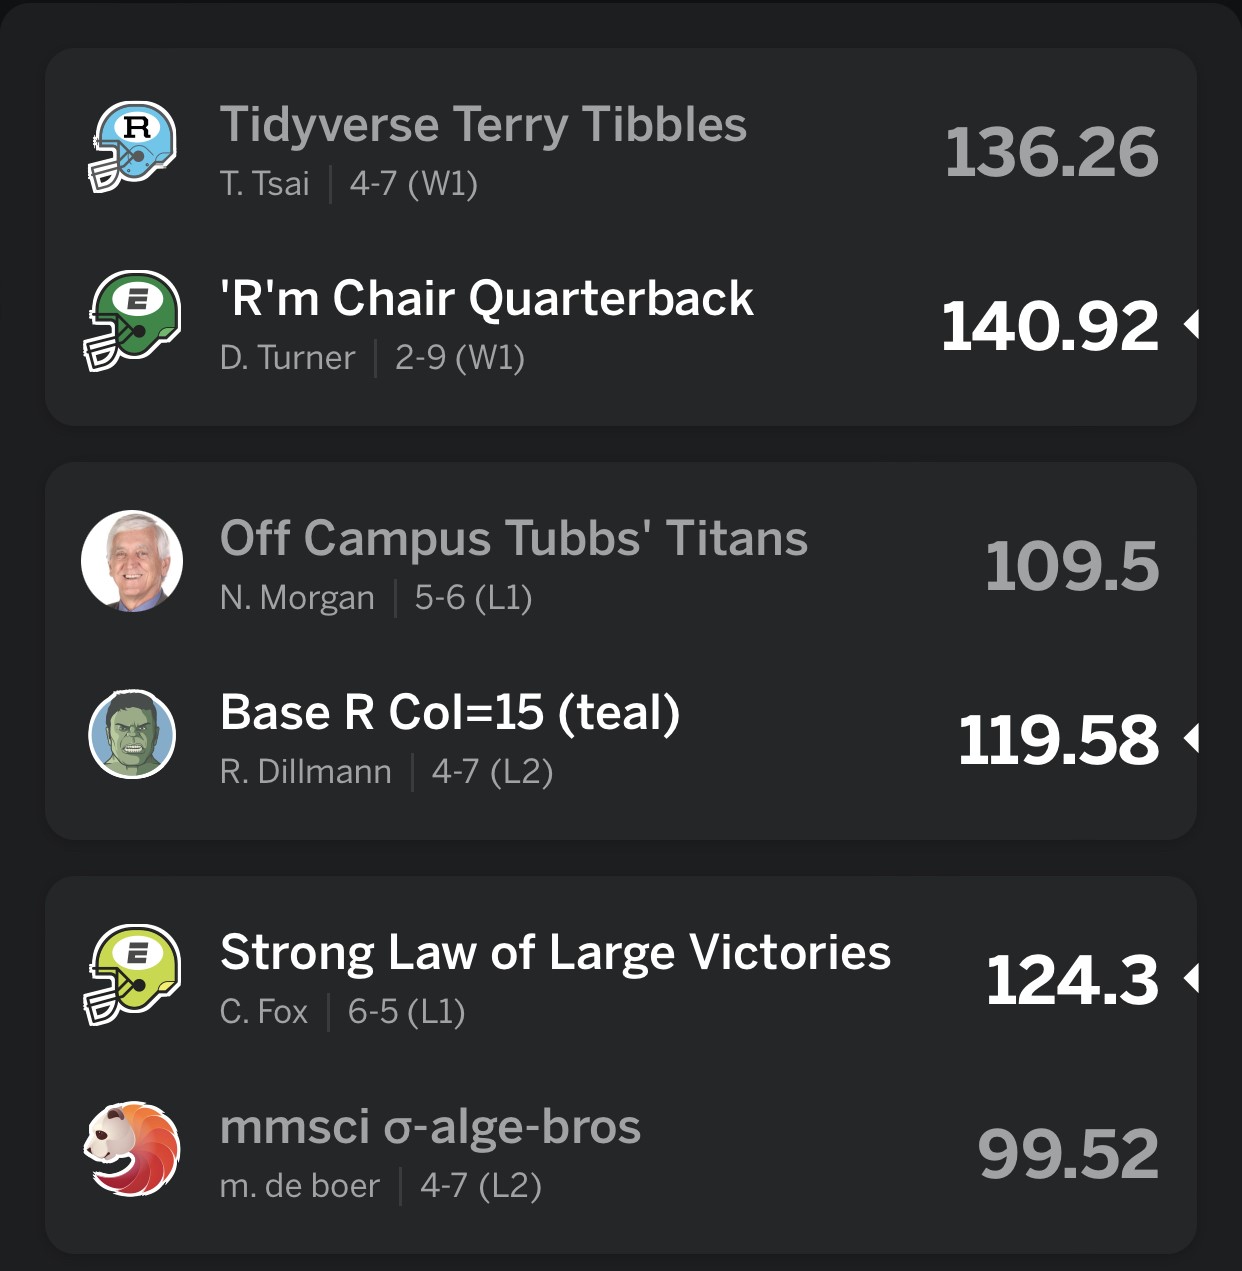 R
Tidyverse Terry Tibbles
T. Tsai | 4-7 (W1)
136.26
E
'R'm Chair Quarterback
D. Turner | 2-9 (W1)
140.92
Off Campus Tubbs' Titans
N. Morgan | 5-6 (L1)
109.5
Base R Col=15 (teal)
R. Dillmann | 4-7 (L2)
119.58
E
Strong Law of Large Victories
C. Fox | 6-5 (L1)
124.3
mmsci σ-alge-bros
m. de boer | 4-7 (L2)
99.52